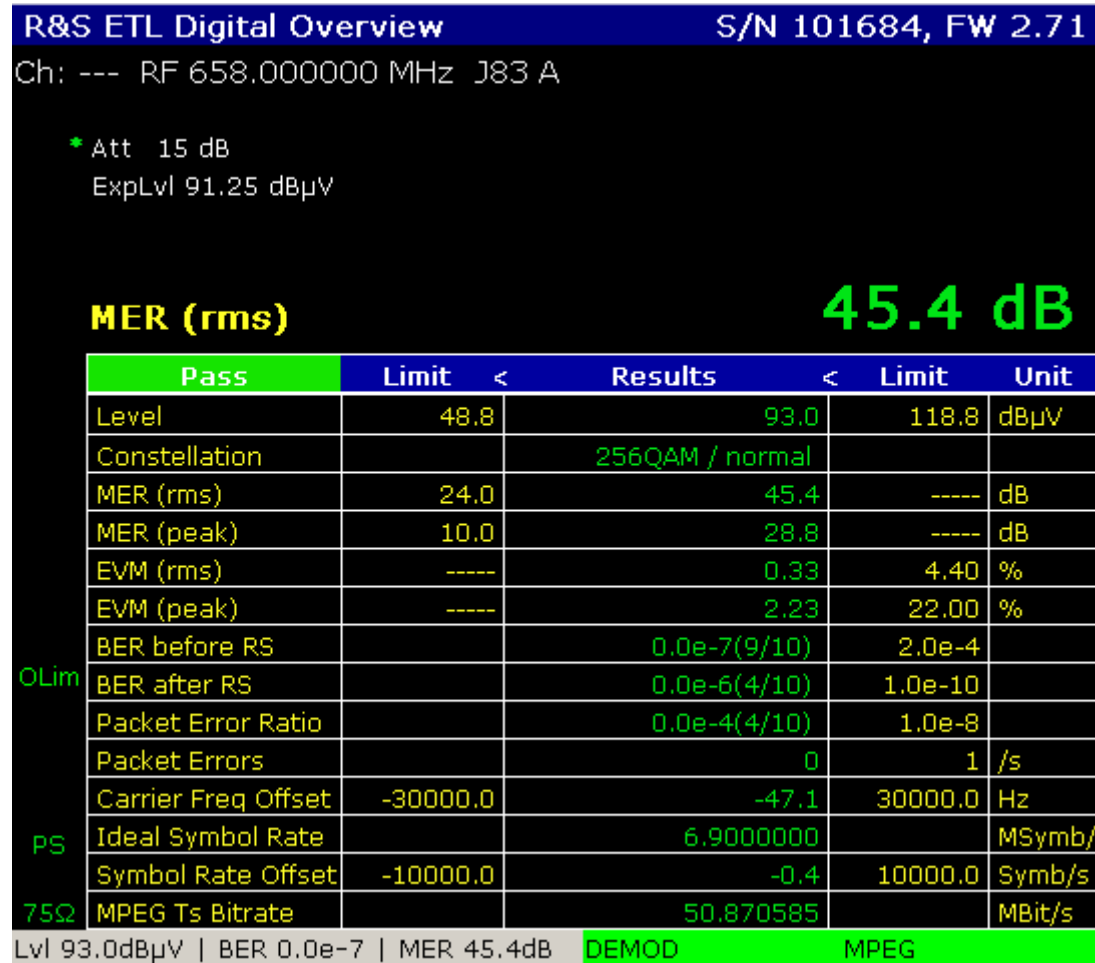 R&S ETL Digital Overview S/N 101684, FW 2.71
Ch: --- RF 658.000000 MHz J83 A
* Att 15 dB
ExpLvl 91.25 dBµV
MER (rms) 45.4 dB
Pass Limit < Results < Limit Unit
Level 48.8 93.0 118.8 dBµV
Constellation 256QAM / normal
MER (rms) 24.0 45.4 ----- dB
MER (peak) 10.0 28.8 ----- dB
EVM (rms) ----- 0.33 4.40 %
EVM (peak) ----- 2.23 22.00 %
BER before RS 0.0e-7(9/10) 2.0e-4
OLim BER after RS 0.0e-6(4/10) 1.0e-10
Packet Error Ratio 0.0e-4(4/10) 1.0e-8
Packet Errors 0 1 /s
Carrier Freq Offset -30000.0 -47.1 30000.0 Hz
PS Ideal Symbol Rate 6.9000000 MSymb/
Symbol Rate Offset -10000.0 -0.4 10000.0 Symb/s
75Ω MPEG Ts Bitrate 50.870585 MBit/s
Lvl 93.0dBµV | BER 0.0e-7 | MER 45.4dB DEMOD MPEG